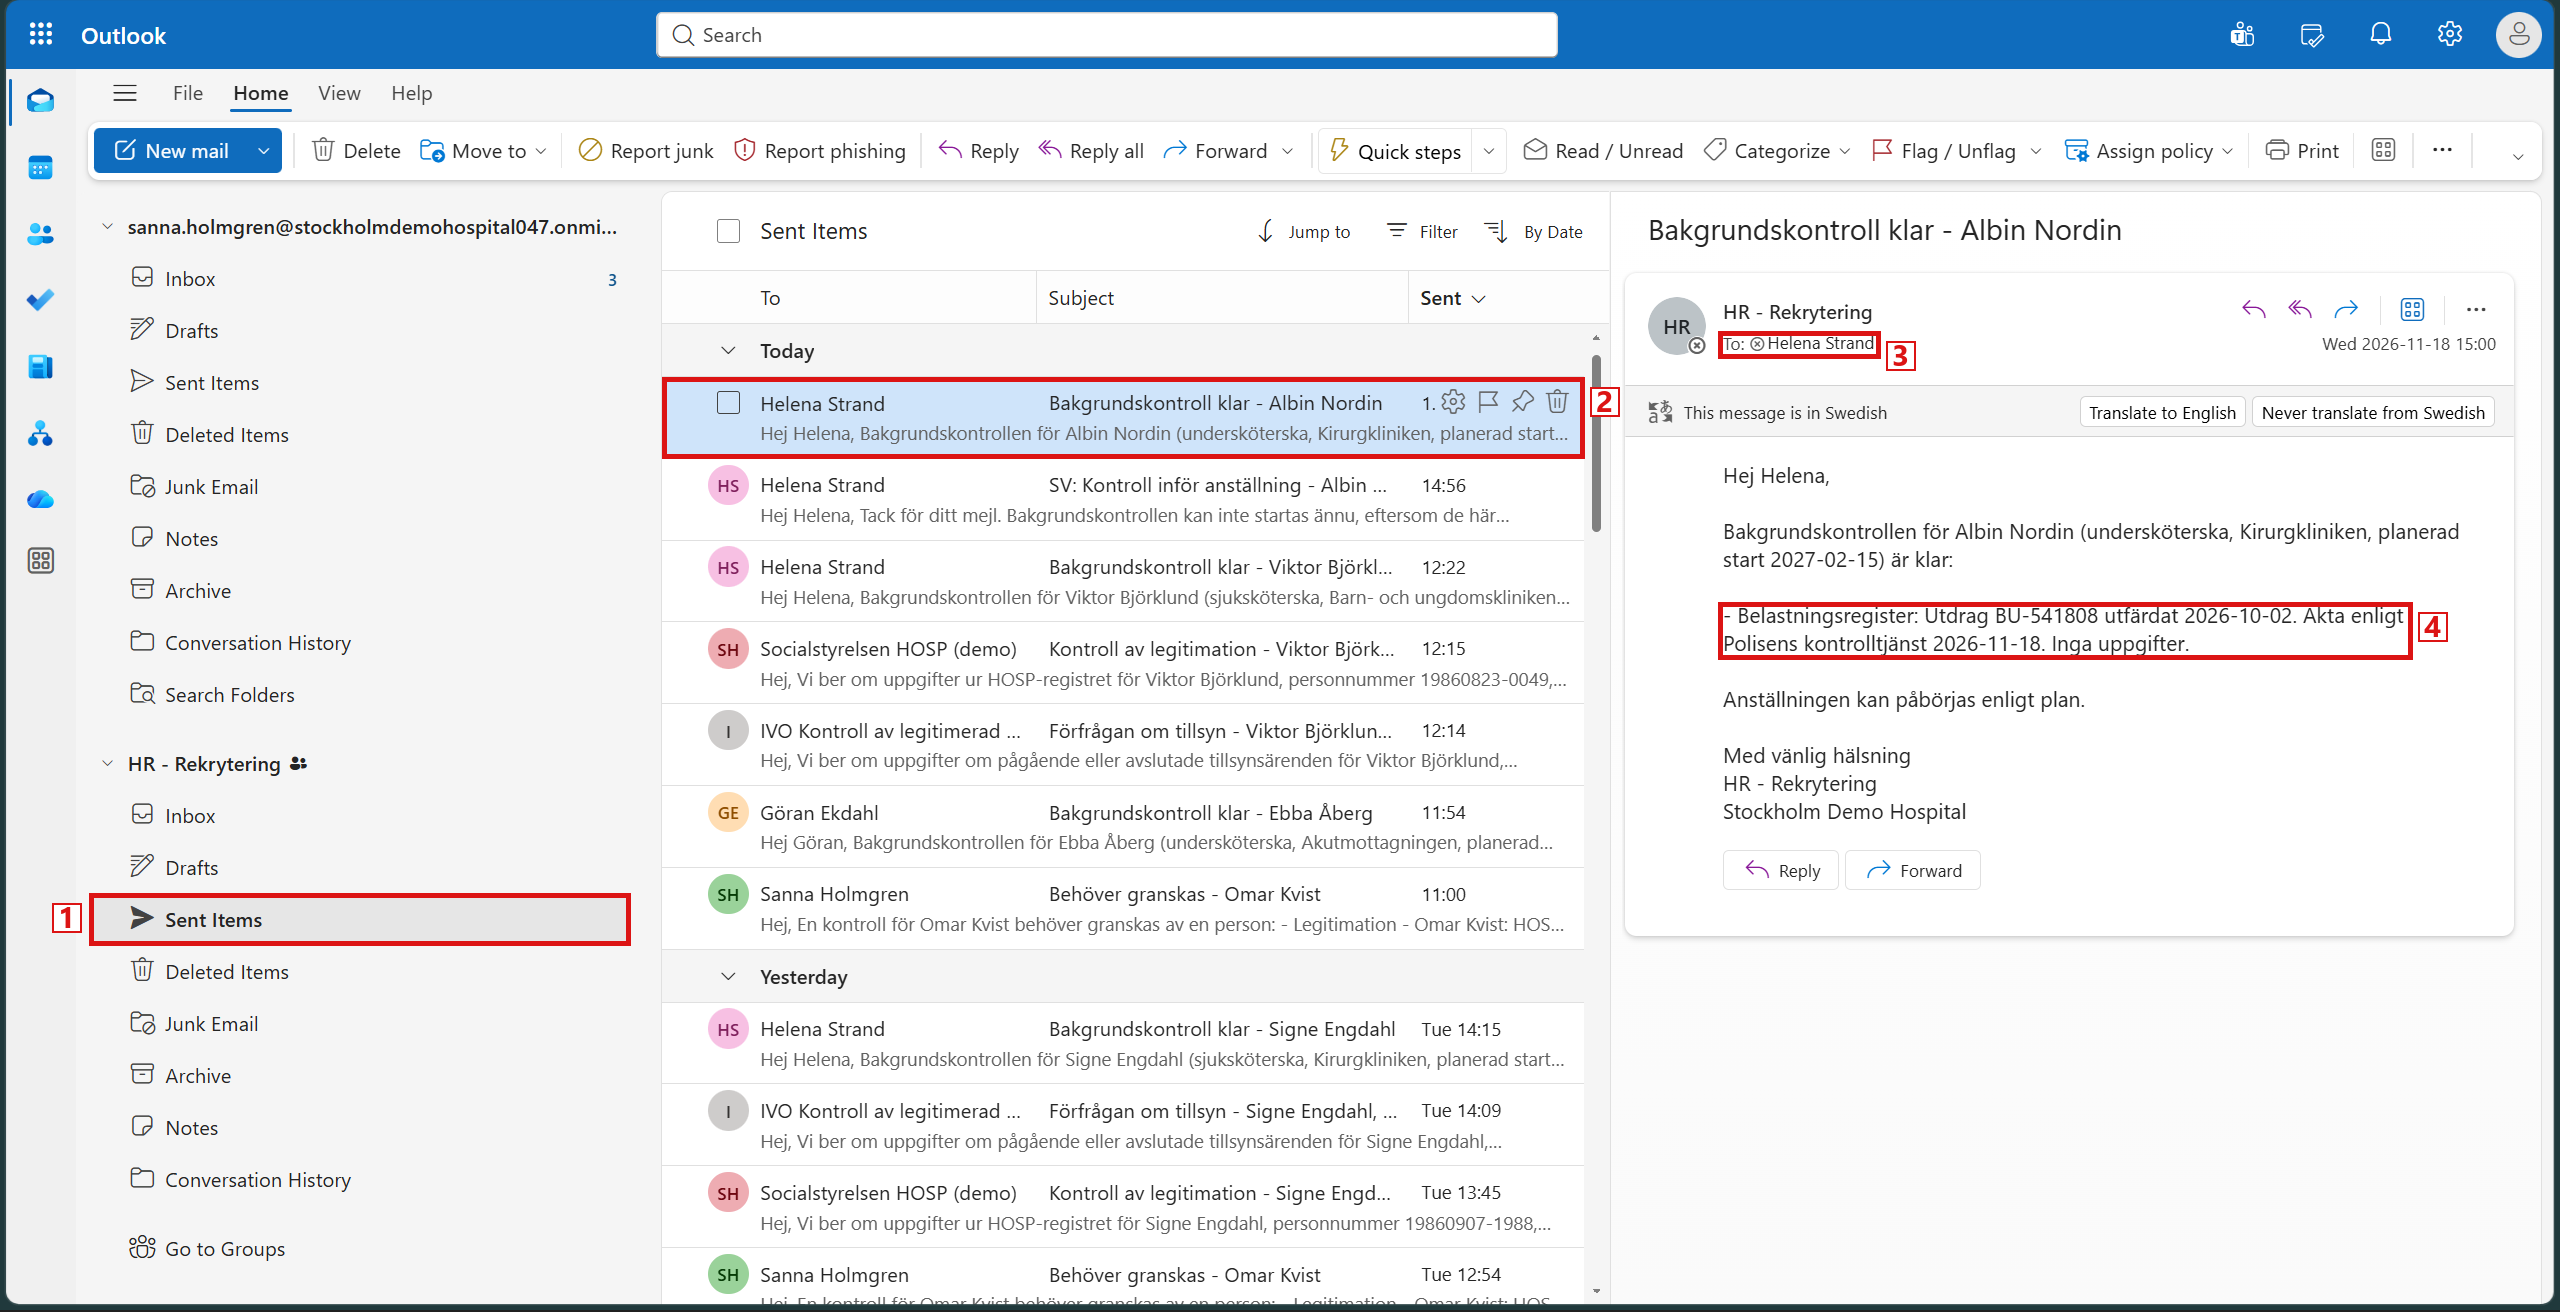 Outlook
Search
File Home View Help
New mail Delete Move to Report junk Report phishing Reply Reply all Forward Quick steps Read / Unread Categorize Flag / Unflag Assign policy Print
sanna.holmgren@stockholmdemohospital047.onmi...
Inbox 3
Drafts
Sent Items
Deleted Items
Junk Email
Notes
Archive
Conversation History
Search Folders
HR - Rekrytering
Inbox
Drafts
1 Sent Items
Deleted Items
Junk Email
Archive
Notes
Conversation History
Go to Groups
Sent Items Jump to Filter By Date
To Subject Sent
Today
Helena Strand Bakgrundskontroll klar - Albin Nordin 1. 2
Hej Helena, Bakgrundskontrollen för Albin Nordin (undersköterska, Kirurgkliniken, planerad start...
HS Helena Strand SV: Kontroll inför anställning - Albin ... 14:56
Hej Helena, Tack för ditt mejl. Bakgrundskontrollen kan inte startas ännu, eftersom de här...
HS Helena Strand Bakgrundskontroll klar - Viktor Björkl... 12:22
Hej Helena, Bakgrundskontrollen för Viktor Björklund (sjuksköterska, Barn- och ungdomskliniken...
SH Socialstyrelsen HOSP (demo) Kontroll av legitimation - Viktor Björk... 12:15
Hej, Vi ber om uppgifter ur HOSP-registret för Viktor Björklund, personnummer 19860823-0049,...
I IVO Kontroll av legitimerad ... Förfrågan om tillsyn - Viktor Björklun... 12:14
Hej, Vi ber om uppgifter om pågående eller avslutade tillsynsärenden för Viktor Björklund,...
GE Göran Ekdahl Bakgrundskontroll klar - Ebba Åberg 11:54
Hej Göran, Bakgrundskontrollen för Ebba Åberg (undersköterska, Akutmottagningen, planerad...
SH Sanna Holmgren Behöver granskas - Omar Kvist 11:00
Hej, En kontroll för Omar Kvist behöver granskas av en person: - Legitimation - Omar Kvist: HOS...
Yesterday
HS Helena Strand Bakgrundskontroll klar - Signe Engdahl Tue 14:15
Hej Helena, Bakgrundskontrollen för Signe Engdahl (sjuksköterska, Kirurgkliniken, planerad start...
I IVO Kontroll av legitimerad ... Förfrågan om tillsyn - Signe Engdahl, ... Tue 14:09
Hej, Vi ber om uppgifter om pågående eller avslutade tillsynsärenden för Signe Engdahl,...
SH Socialstyrelsen HOSP (demo) Kontroll av legitimation - Signe Engd... Tue 13:45
Hej, Vi ber om uppgifter ur HOSP-registret för Signe Engdahl, personnummer 19860907-1988,...
SH Sanna Holmgren Behöver granskas - Omar Kvist Tue 12:54
Hej, En kontroll för Omar Kvist behöver granskas av en person: - Legitimation - Omar Kvist: HOS...
Bakgrundskontroll klar - Albin Nordin
HR HR - Rekrytering
To: Helena Strand 3 Wed 2026-11-18 15:00
This message is in Swedish Translate to English Never translate from Swedish
Hej Helena,
Bakgrundskontrollen för Albin Nordin (undersköterska, Kirurgkliniken, planerad
start 2027-02-15) är klar:
- Belastningsregister: Utdrag BU-541808 utfärdat 2026-10-02. Äkta enligt 4
Polisens kontrolltjänst 2026-11-18. Inga uppgifter.
Anställningen kan påbörjas enligt plan.
Med vänlig hälsning
HR - Rekrytering
Stockholm Demo Hospital
Reply Forward